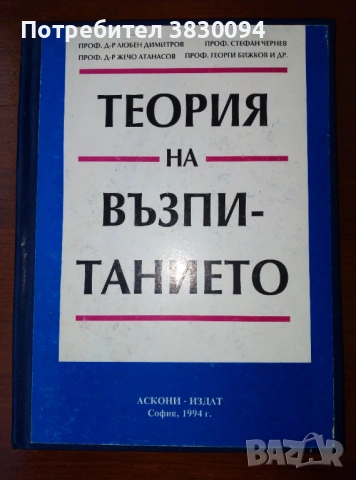 Потребител 3830094
ПРОФ. Д-Р ЛЮБЕН ДИМИТРОВ ПРОФ. СТЕФАН ЧЕРНЕВ
ПРОФ. Д-Р ЖЕЧО АТАНАСОВ ПРОФ. ГЕОРГИ БИЖКОВ И ДР.
ТЕОРИЯ
НА
ВЪЗПИ-
ТАНИЕТО
АСКОНИ - ИЗДАТ
София, 1994 г.
BAZAR